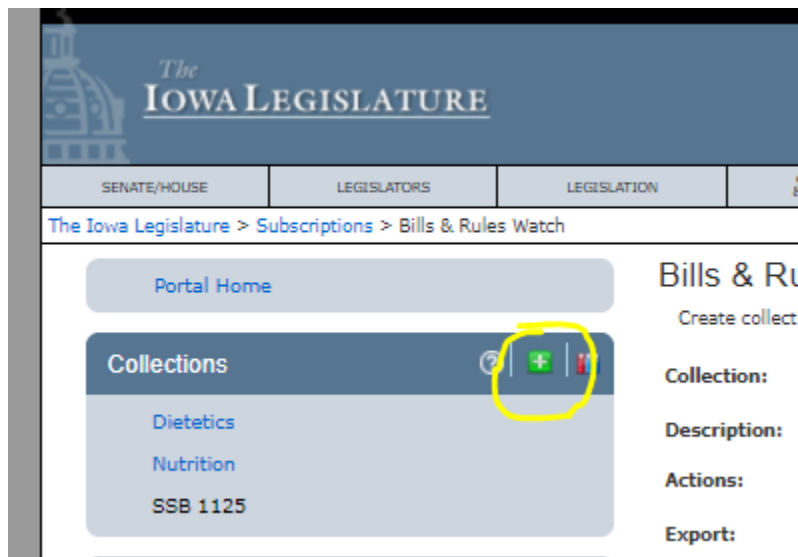 The
IOWA LEGISLATURE
SENATE/HOUSE
LEGISLATORS
LEGISLATION
The Iowa Legislature > Subscriptions > Bills & Rules Watch
Portal Home
Collections
Dietetics
Nutrition
SSB 1125
Bills & Ru
Create collect
Collection:
Description:
Actions:
Export: